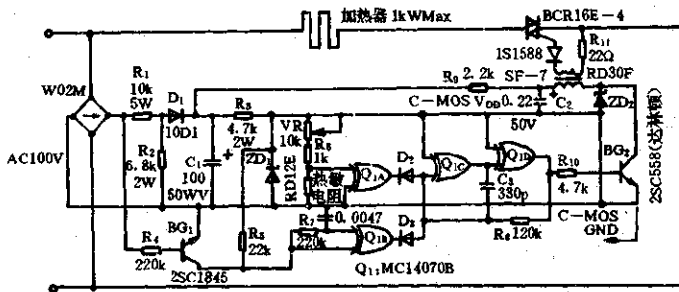 加热器 1kWMax
BCR16E-4
1S1588
R₁₁
22Ω
W02M
R₁
10k
5W
D₁
10D1
R₉ 2.2k
SF-7
RD30F
C-MOS V_DD 0.22
C₂
50V
ZD₂
R₃
4.7k
2W
VR
10k
R₆
1k
AC100V
R₂
6.8k
2W
C₁
100
50WV
ZD₁
RD12E
热敏
电阻
Q₁A
D₂
Q₁C
Q₁D
BG₂
2SC558(达林顿)
R₁₀
4.7k
C₃
330p
0.0047
BG₁
R₄
220k
2SC1845
R₅
22k
R₇
220k
Q₁B
D₃
R₈ 120k
C-MOS
GND
Q₁:MC14070B